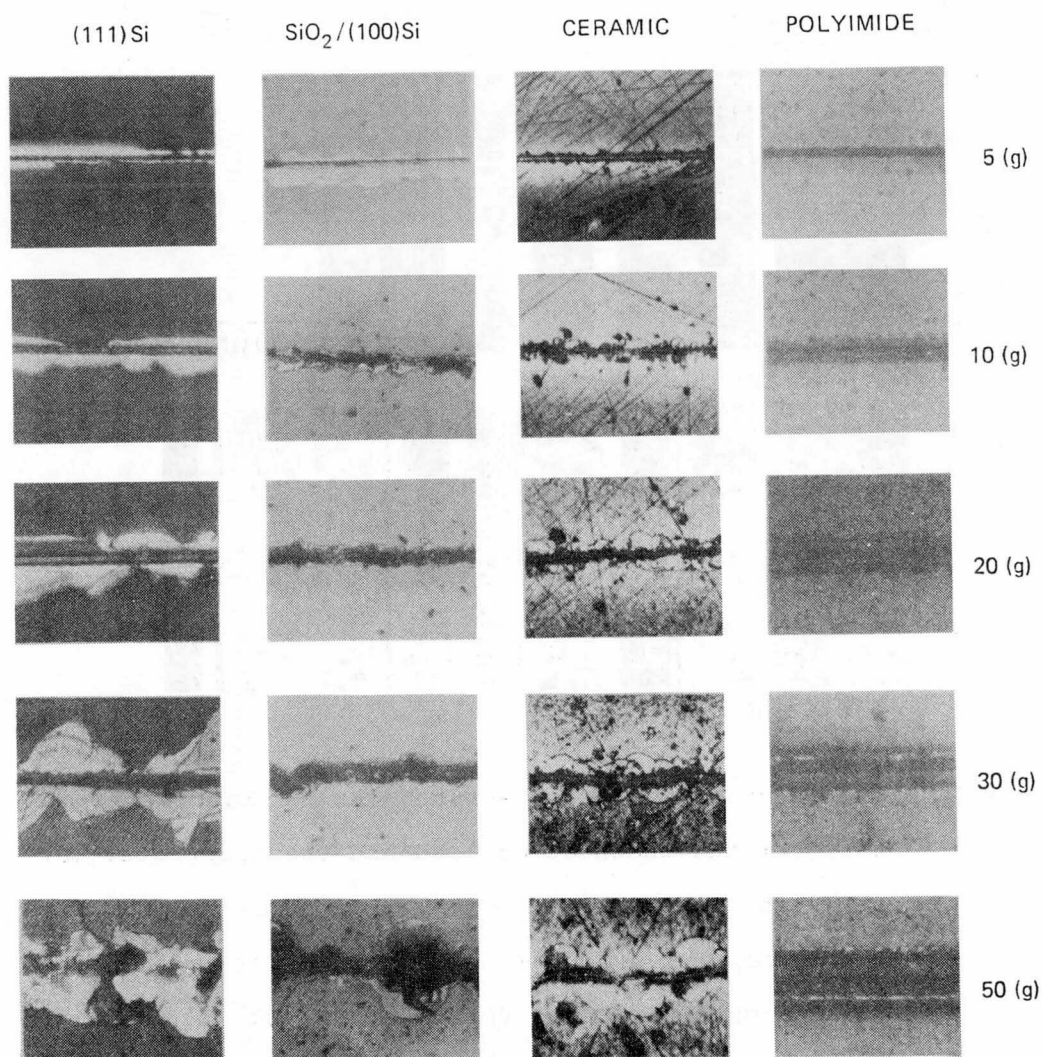 (111) Si SiO₂/(100)Si CERAMIC POLYIMIDE
5 (g)
10 (g)
20 (g)
30 (g)
50 (g)